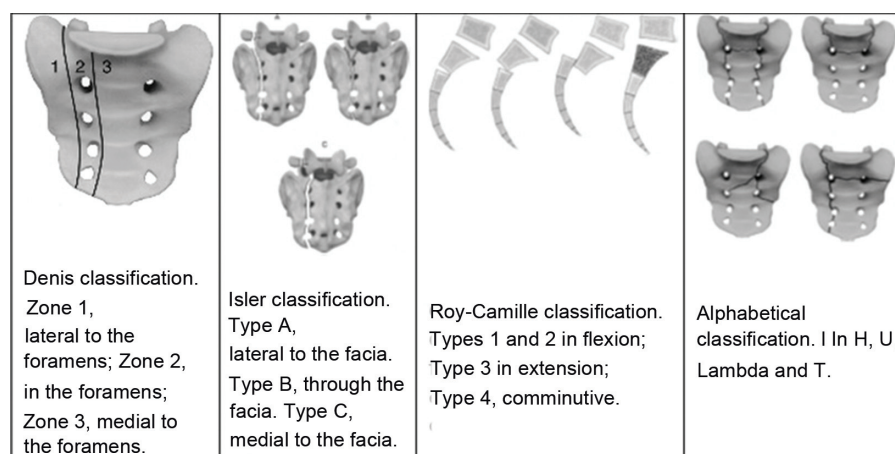 1 2 3
A B
C
Denis classification.
Zone 1,
lateral to the
foramens; Zone 2,
in the foramens;
Zone 3, medial to
the foramens.
Isler classification.
Type A,
lateral to the facia.
Type B, through the
facia. Type C,
medial to the facia.
Roy-Camille classification.
Types 1 and 2 in flexion;
Type 3 in extension;
Type 4, comminutive.
Alphabetical
classification. I In H, U
Lambda and T.